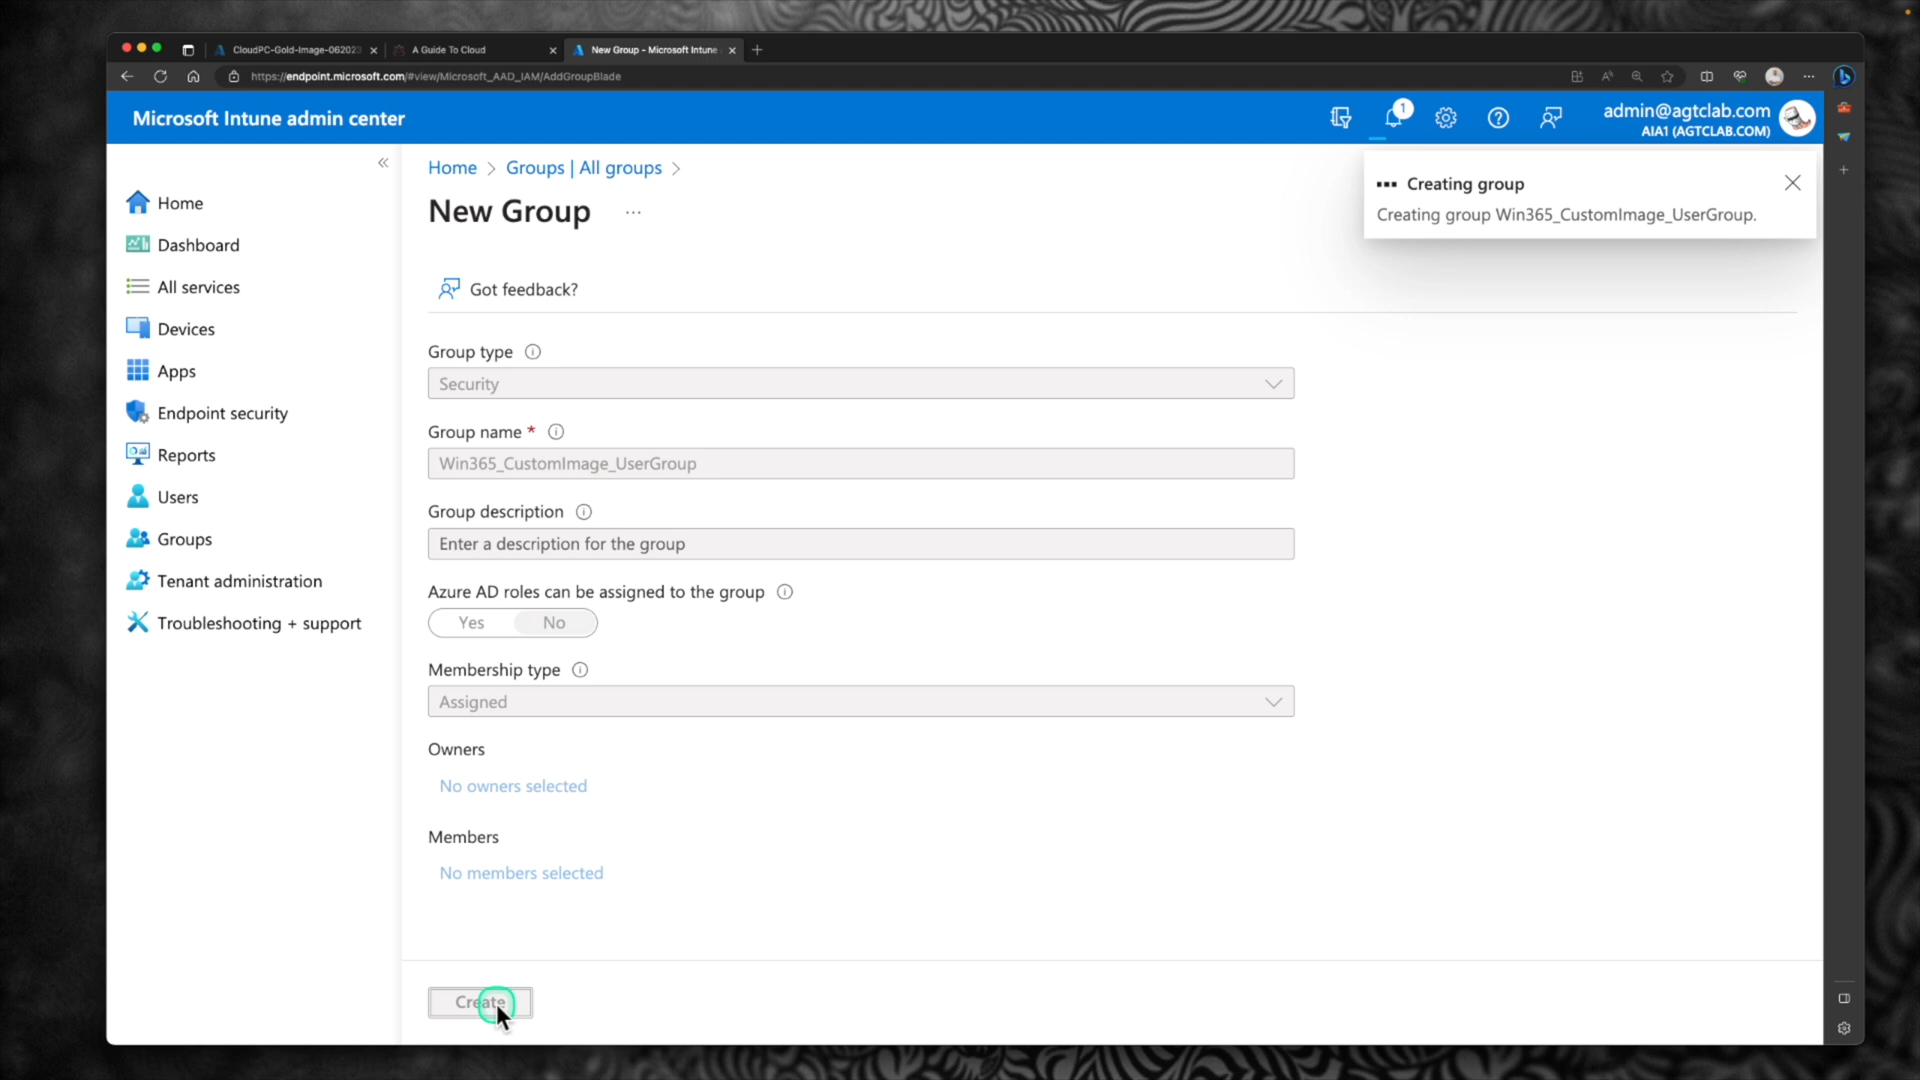 CloudPC-Gold-Image-062023
A Guide To Cloud
New Group - Microsoft Intune
https://endpoint.microsoft.com/#view/Microsoft_AAD_IAM/AddGroupBlade
Microsoft Intune admin center
1
admin@agtclab.com
AIA1 (AGTCLAB.COM)
Home
Dashboard
All services
Devices
Apps
Endpoint security
Reports
Users
Groups
Tenant administration
Troubleshooting + support
Home > Groups | All groups >
New Group ...
Creating group
Creating group Win365_CustomImage_UserGroup.
Got feedback?
Group type
Security
Group name *
Win365_CustomImage_UserGroup
Group description
Enter a description for the group
Azure AD roles can be assigned to the group
Yes No
Membership type
Assigned
Owners
No owners selected
Members
No members selected
Create